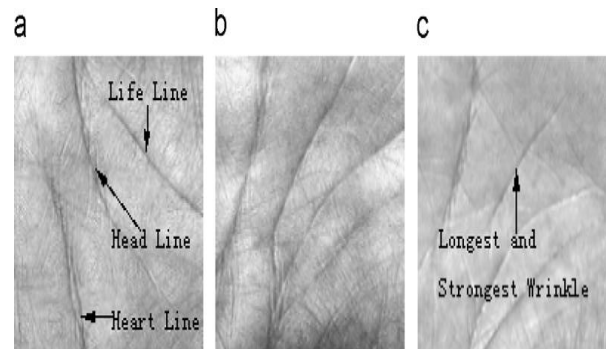 a
b
c
Life Line
Head Line
Heart Line
Longest and
Strongest Wrinkle